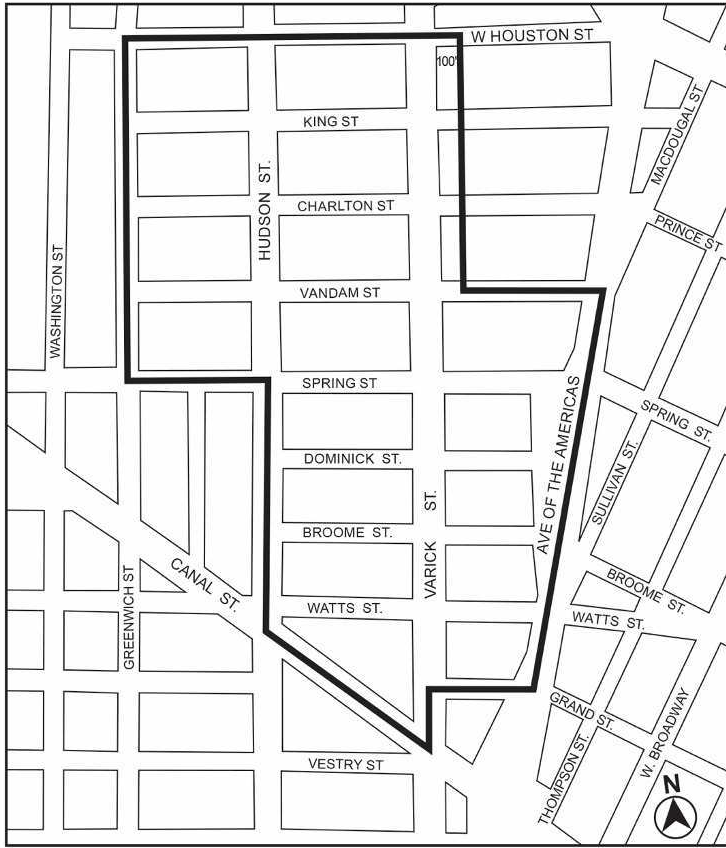 W HOUSTON ST
100'
KING ST
MACDOUGAL ST
HUDSON ST.
CHARLTON ST
PRINCE ST
WASHINGTON ST
VANDAM ST
SPRING ST
SPRING ST.
AVE OF THE AMERICAS
SULLIVAN ST.
DOMINICK ST.
VARICK ST.
BROOME ST.
CANAL ST.
BROOME ST.
GREENWICH ST
WATTS ST.
WATTS ST.
GRAND ST.
W. BROADWAY
THOMPSON ST.
VESTRY ST
N